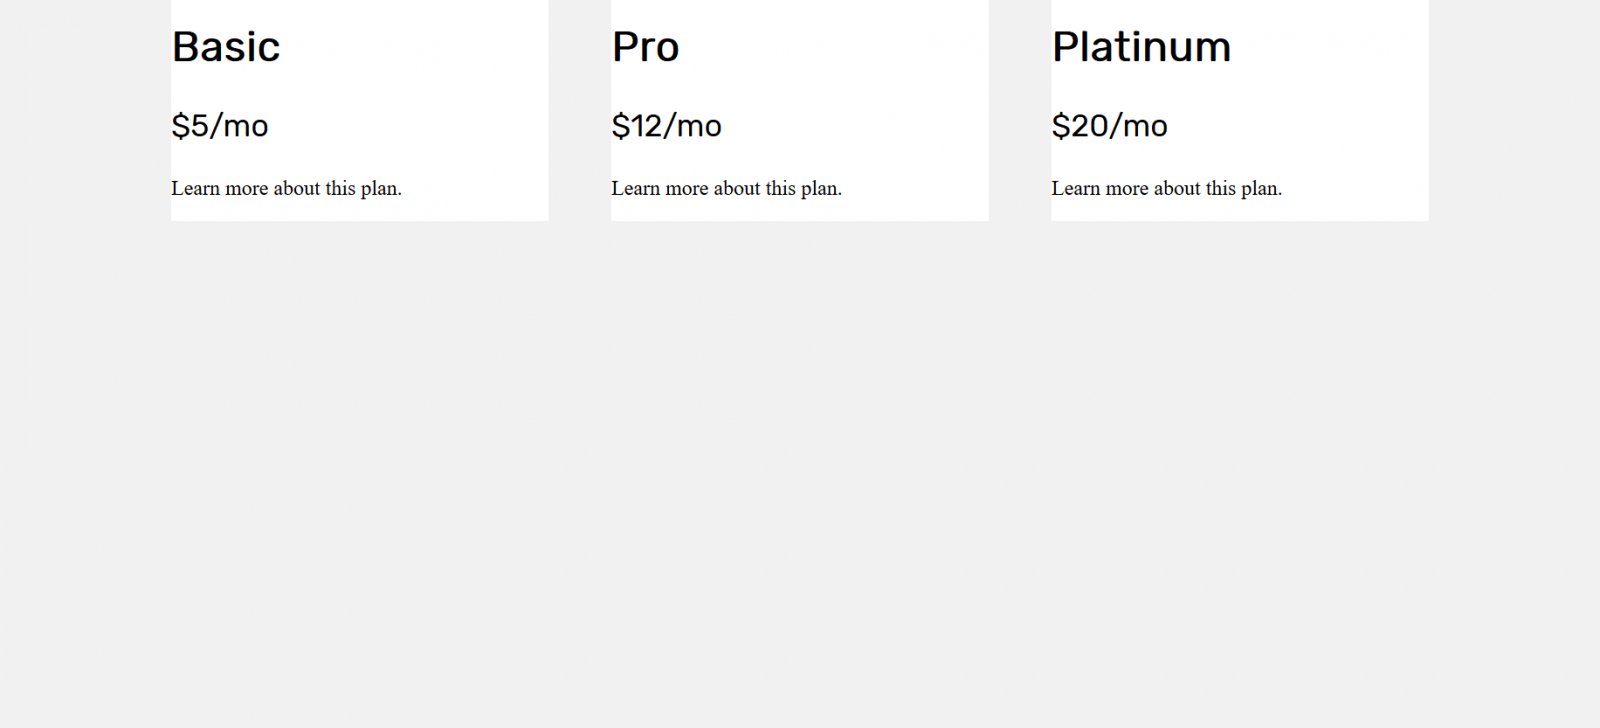 Basic
$5/mo
Learn more about this plan.
Pro
$12/mo
Learn more about this plan.
Platinum
$20/mo
Learn more about this plan.